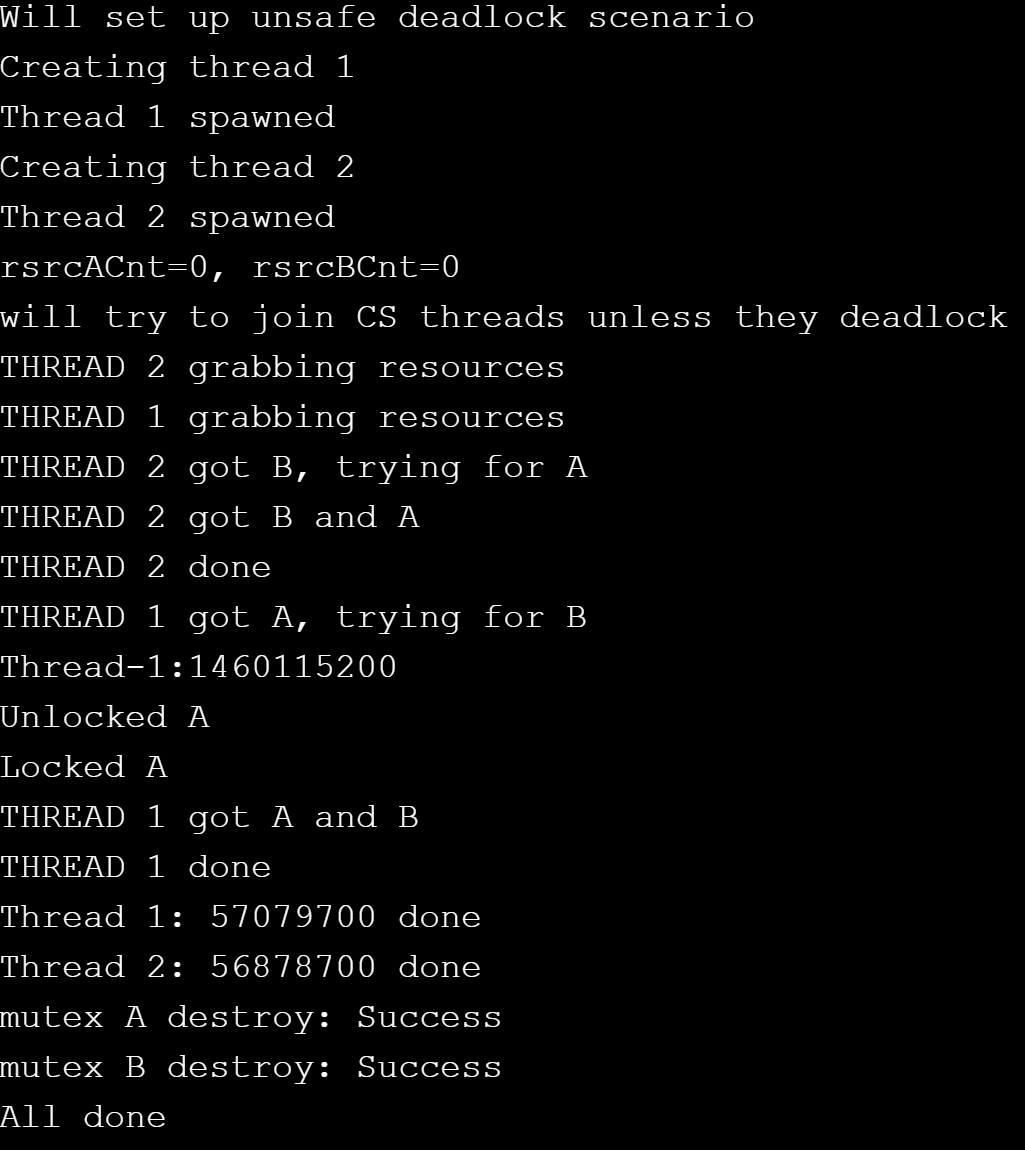 Will set up unsafe deadlock scenario
Creating thread 1
Thread 1 spawned
Creating thread 2
Thread 2 spawned
rsrcACnt=0, rsrcBCnt=0
will try to join CS threads unless they deadlock
THREAD 2 grabbing resources
THREAD 1 grabbing resources
THREAD 2 got B, trying for A
THREAD 2 got B and A
THREAD 2 done
THREAD 1 got A, trying for B
Thread-1:1460115200
Unlocked A
Locked A
THREAD 1 got A and B
THREAD 1 done
Thread 1: 57079700 done
Thread 2: 56878700 done
mutex A destroy: Success
mutex B destroy: Success
All done